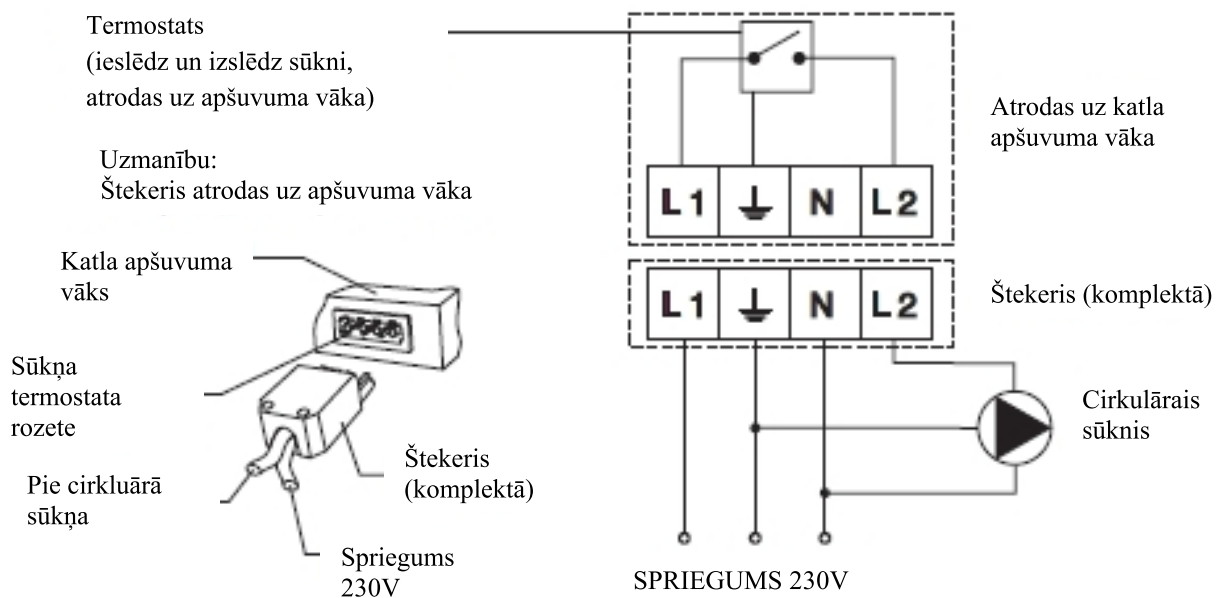 Termostats
(ieslēdz un izslēdz sūkni,
atrodas uz apšuvuma vāka)
Uzmanību:
Štekeris atrodas uz apšuvuma vāka
Katla apšuvuma
vāks
Sūkņa
termostata
rozete
Pie cirkluārā
sūkņa
Štekeris
(komplektā)
Spriegums
230V
Atrodas uz katla
apšuvuma vāka
L1 N L2
L1 N L2
Štekeris (komplektā)
Cirkulārais
sūknis
SPRIEGUMS 230V